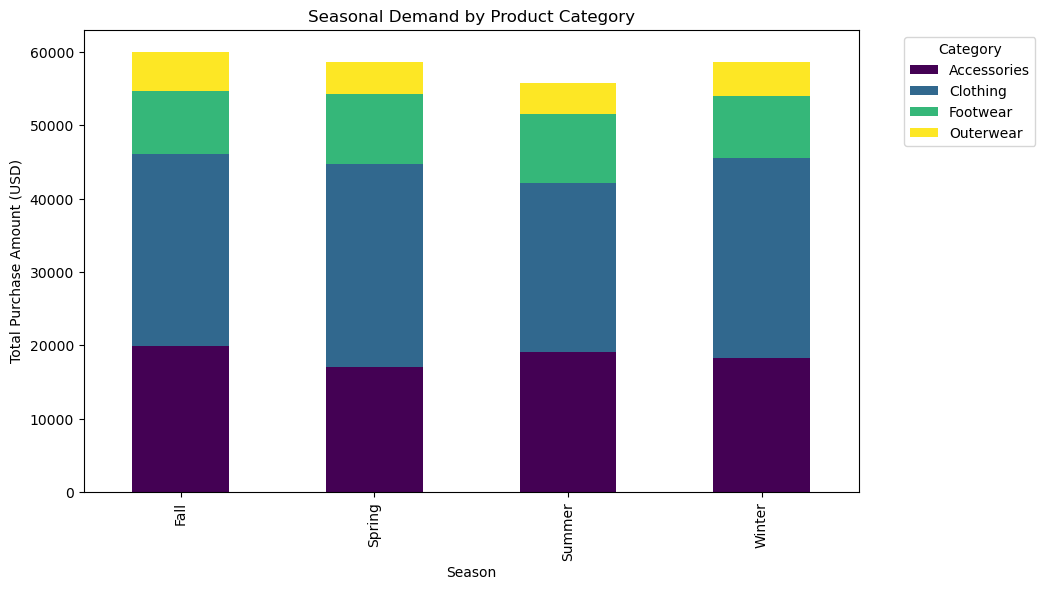 Seasonal Demand by Product Category
Total Purchase Amount (USD)
60000
50000
40000
30000
20000
10000
0
Fall
Spring
Summer
Winter
Season
Category
Accessories
Clothing
Footwear
Outerwear